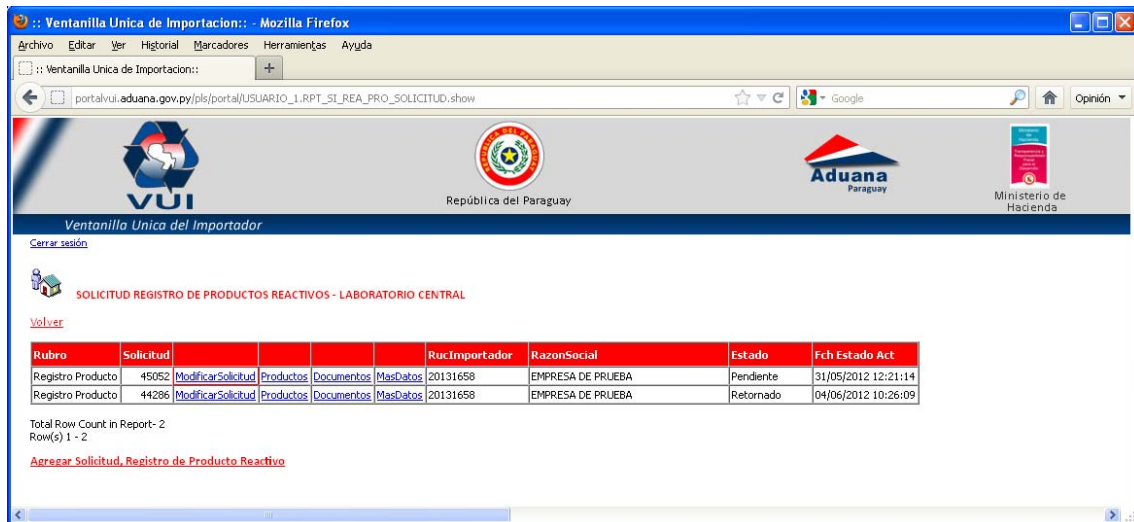 :: Ventanilla Unica de Importacion:: - Mozilla Firefox
Archivo Editar Ver Historial Marcadores Herramientas Ayuda
:: Ventanilla Unica de Importacion::
portalvui.aduana.gov.py/pls/portal/USUARIO_1.RPT_SI_REA_PRO_SOLICITUD.show Google Opinión
VUI
República del Paraguay
Aduana
Paraguay
Ministerio de
Hacienda
Ventanilla Unica del Importador
Cerrar sesión
SOLICITUD REGISTRO DE PRODUCTOS REACTIVOS - LABORATORIO CENTRAL
Volver
Rubro Solicitud RucImportador RazonSocial Estado Fch Estado Act
Registro Producto 45052 ModificarSolicitud Productos Documentos MasDatos 20131658 EMPRESA DE PRUEBA Pendiente 31/05/2012 12:21:14
Registro Producto 44286 ModificarSolicitud Productos Documentos MasDatos 20131658 EMPRESA DE PRUEBA Retornado 04/06/2012 10:26:09
Total Row Count in Report- 2
Row(s) 1 - 2
Agregar Solicitud, Registro de Producto Reactivo